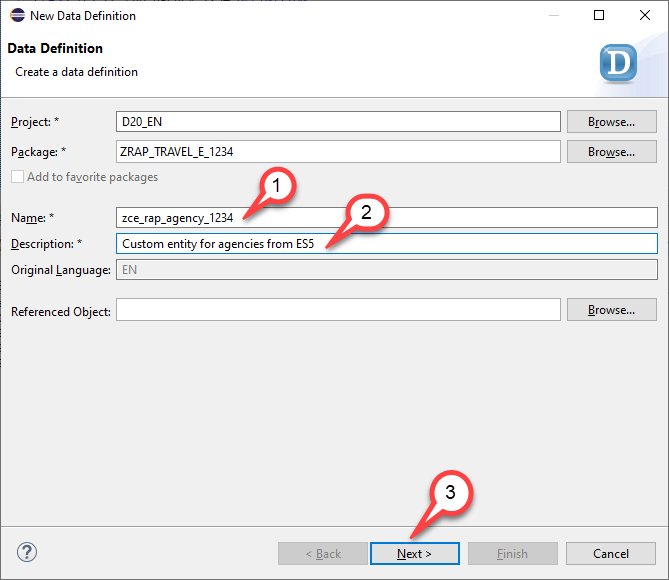 New Data Definition
Data Definition
Create a data definition
D
Project: * D20_EN Browse...
Package: * ZRAP_TRAVEL_E_1234 Browse...
Add to favorite packages
1
Name: * zce_rap_agency_1234
2
Description: * Custom entity for agencies from ES5
Original Language: EN
Referenced Object: Browse...
3
? < Back Next > Finish Cancel